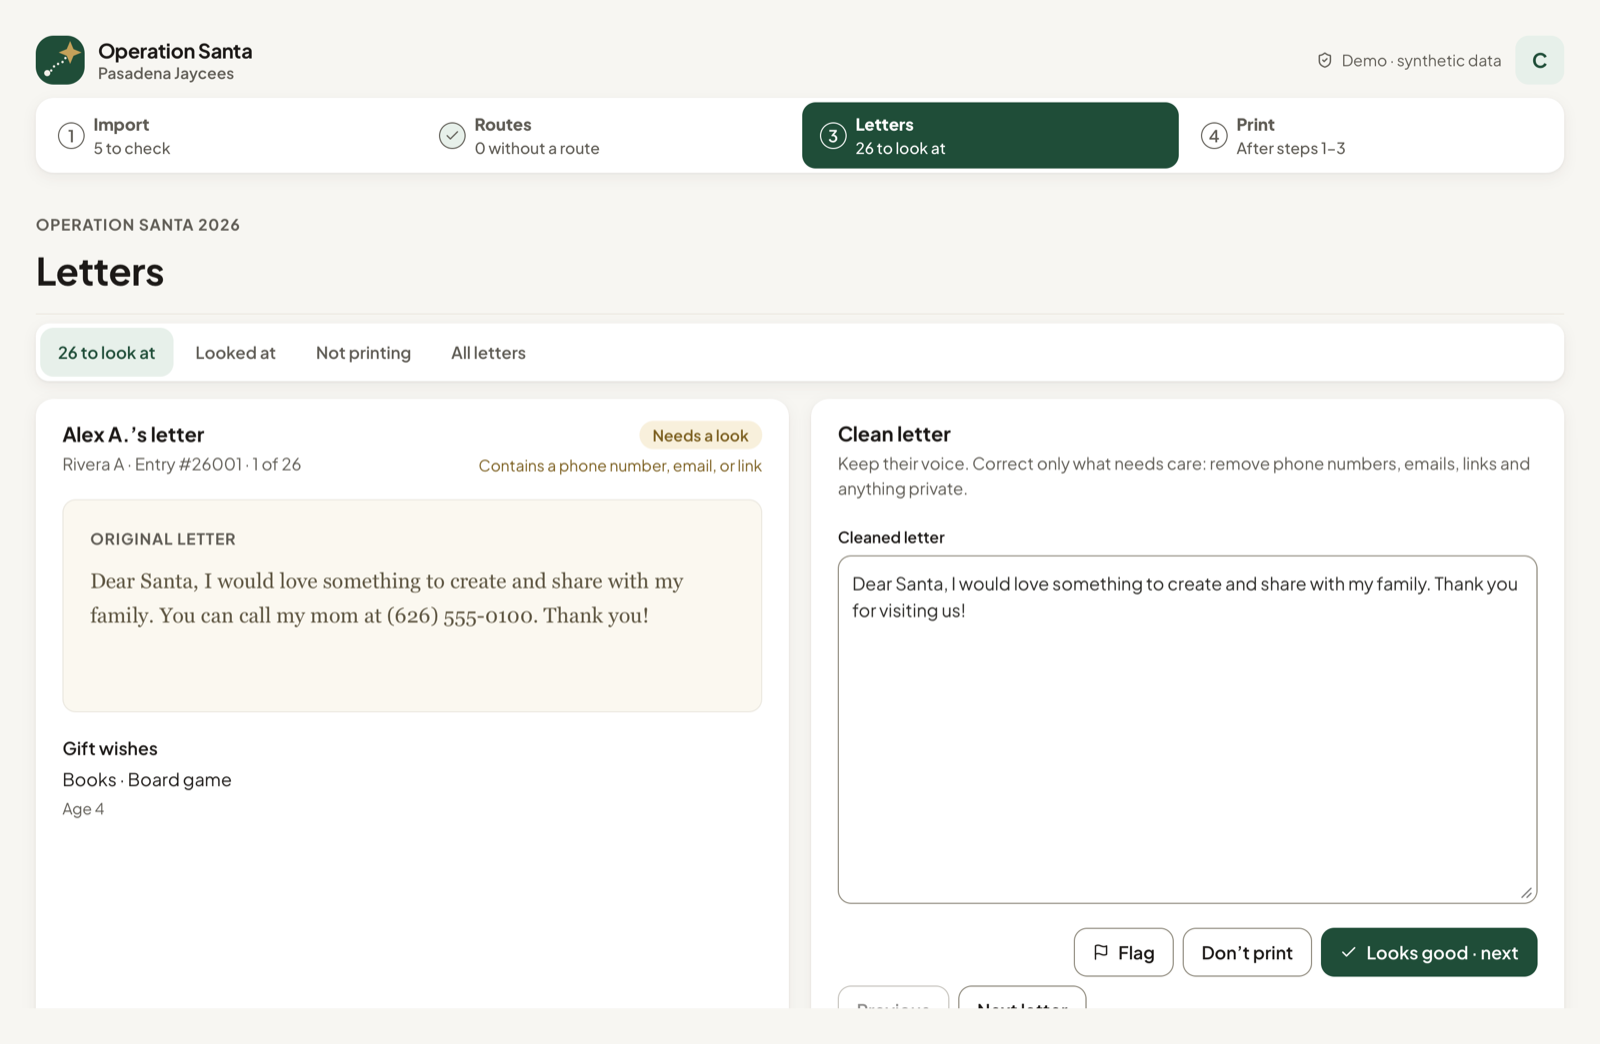 Operation Santa
Pasadena Jaycees
Demo · synthetic data
C
1
Import
5 to check
Routes
0 without a route
3
Letters
26 to look at
4
Print
After steps 1–3
OPERATION SANTA 2026
Letters
26 to look at
Looked at
Not printing
All letters
Alex A.’s letter
Needs a look
Rivera A · Entry #26001 · 1 of 26
Contains a phone number, email, or link
ORIGINAL LETTER
Dear Santa, I would love something to create and share with my
family. You can call my mom at (626) 555-0100. Thank you!
Gift wishes
Books · Board game
Age 4
Clean letter
Keep their voice. Correct only what needs care: remove phone numbers, emails, links and
anything private.
Cleaned letter
Dear Santa, I would love something to create and share with my family. Thank you
for visiting us!
Flag
Don’t print
Looks good · next
Previous
Next letter